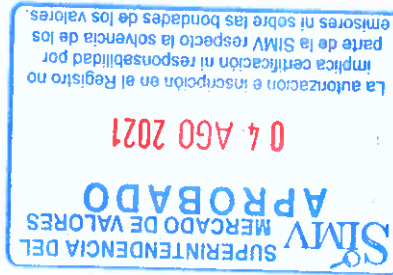 SUPERINTENDENCIA DEL
SIMV MERCADO DE VALORES
APROBADO
04 AGO 2021
La autorización e inscripción en el Registro no
implica certificación ni responsabilidad por
parte de la SIMV respecto la solvencia de los
emisores ni sobre las bondades de los valores.